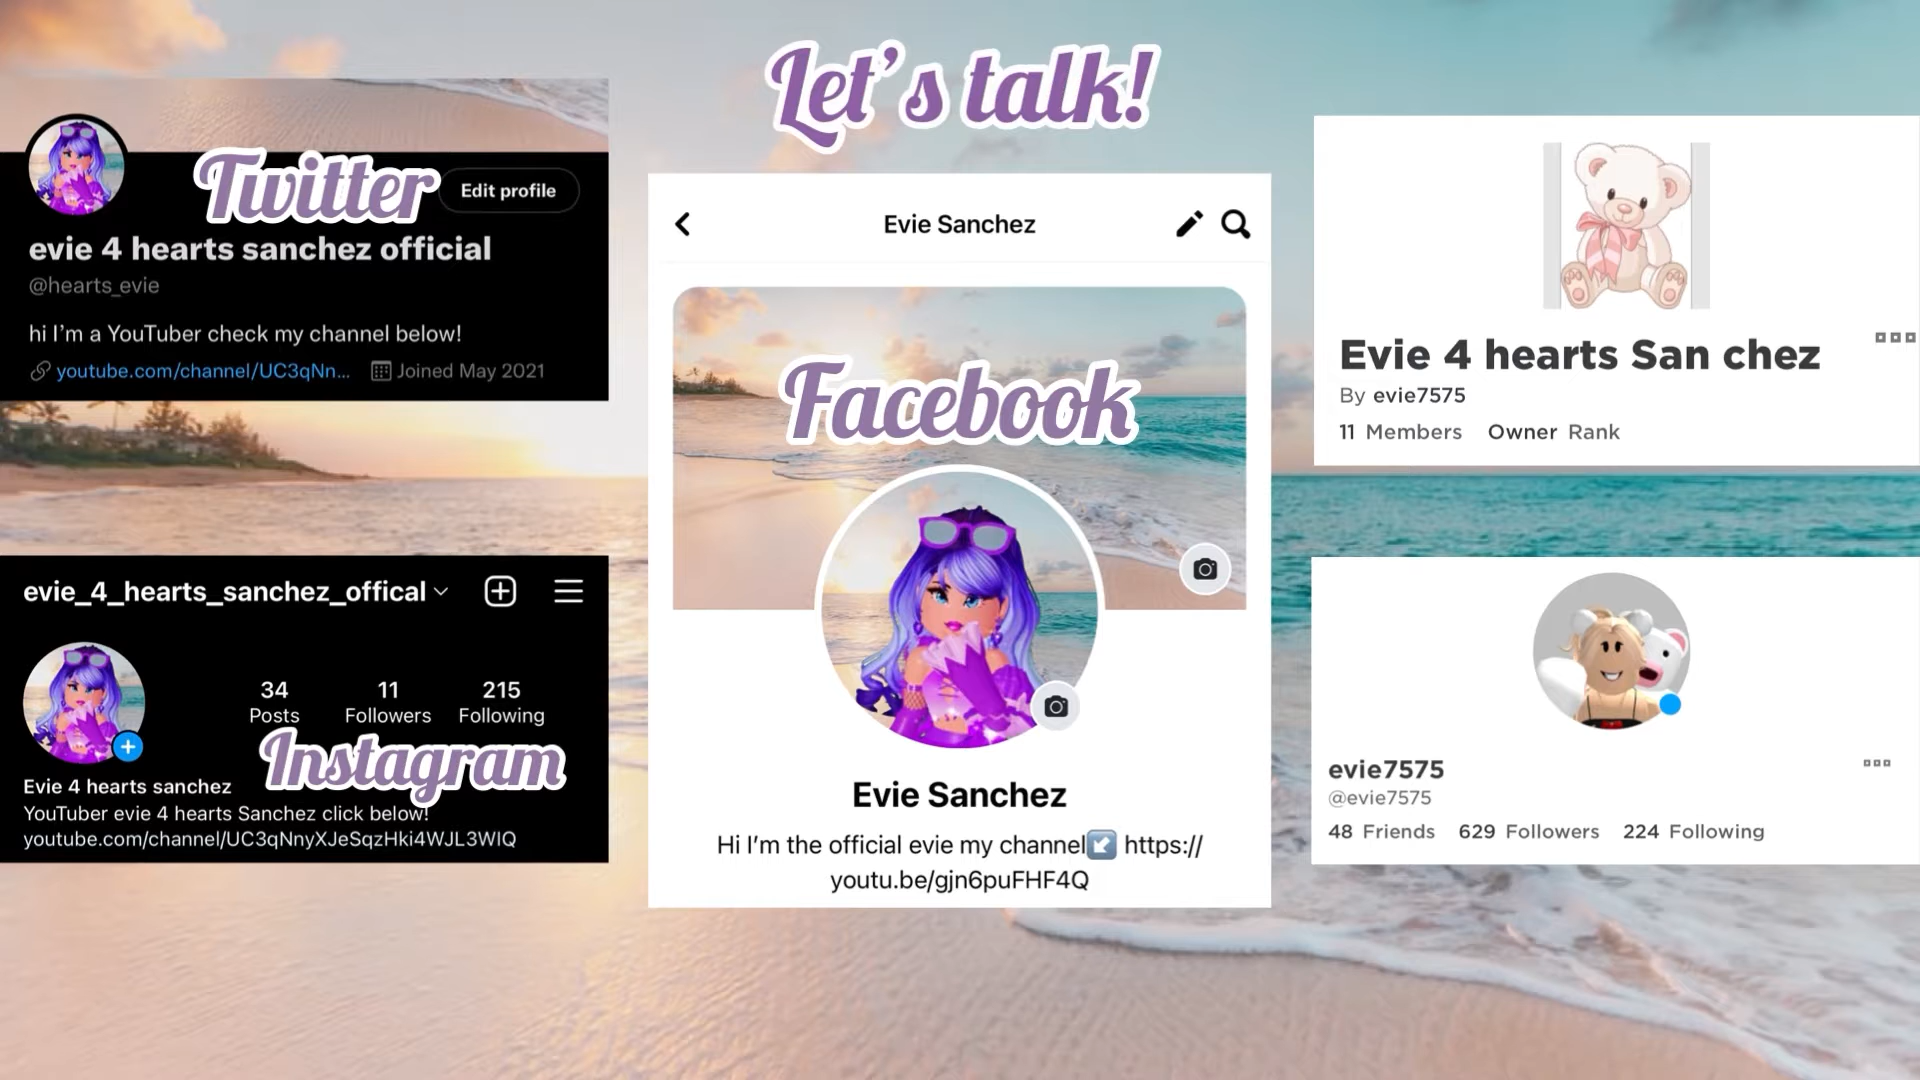 Let's talk!
Twitter
Edit profile
evie 4 hearts sanchez official
@hearts_evie
hi I'm a YouTuber check my channel below!
youtube.com/channel/UC3qNn... Joined May 2021
evie_4_hearts_sanchez_offical
34 11 215
Posts Followers Following
Instagram
Evie 4 hearts sanchez
YouTuber evie 4 hearts Sanchez click below!
youtube.com/channel/UC3qNnyXJeSqzHki4WJL3WIQ
Evie Sanchez
Facebook
Evie Sanchez
Hi I'm the official evie my channel↙️ https://
youtu.be/gjn6puFHF4Q
Evie 4 hearts San chez
By evie7575
11 Members Owner Rank
evie7575
@evie7575
48 Friends 629 Followers 224 Following